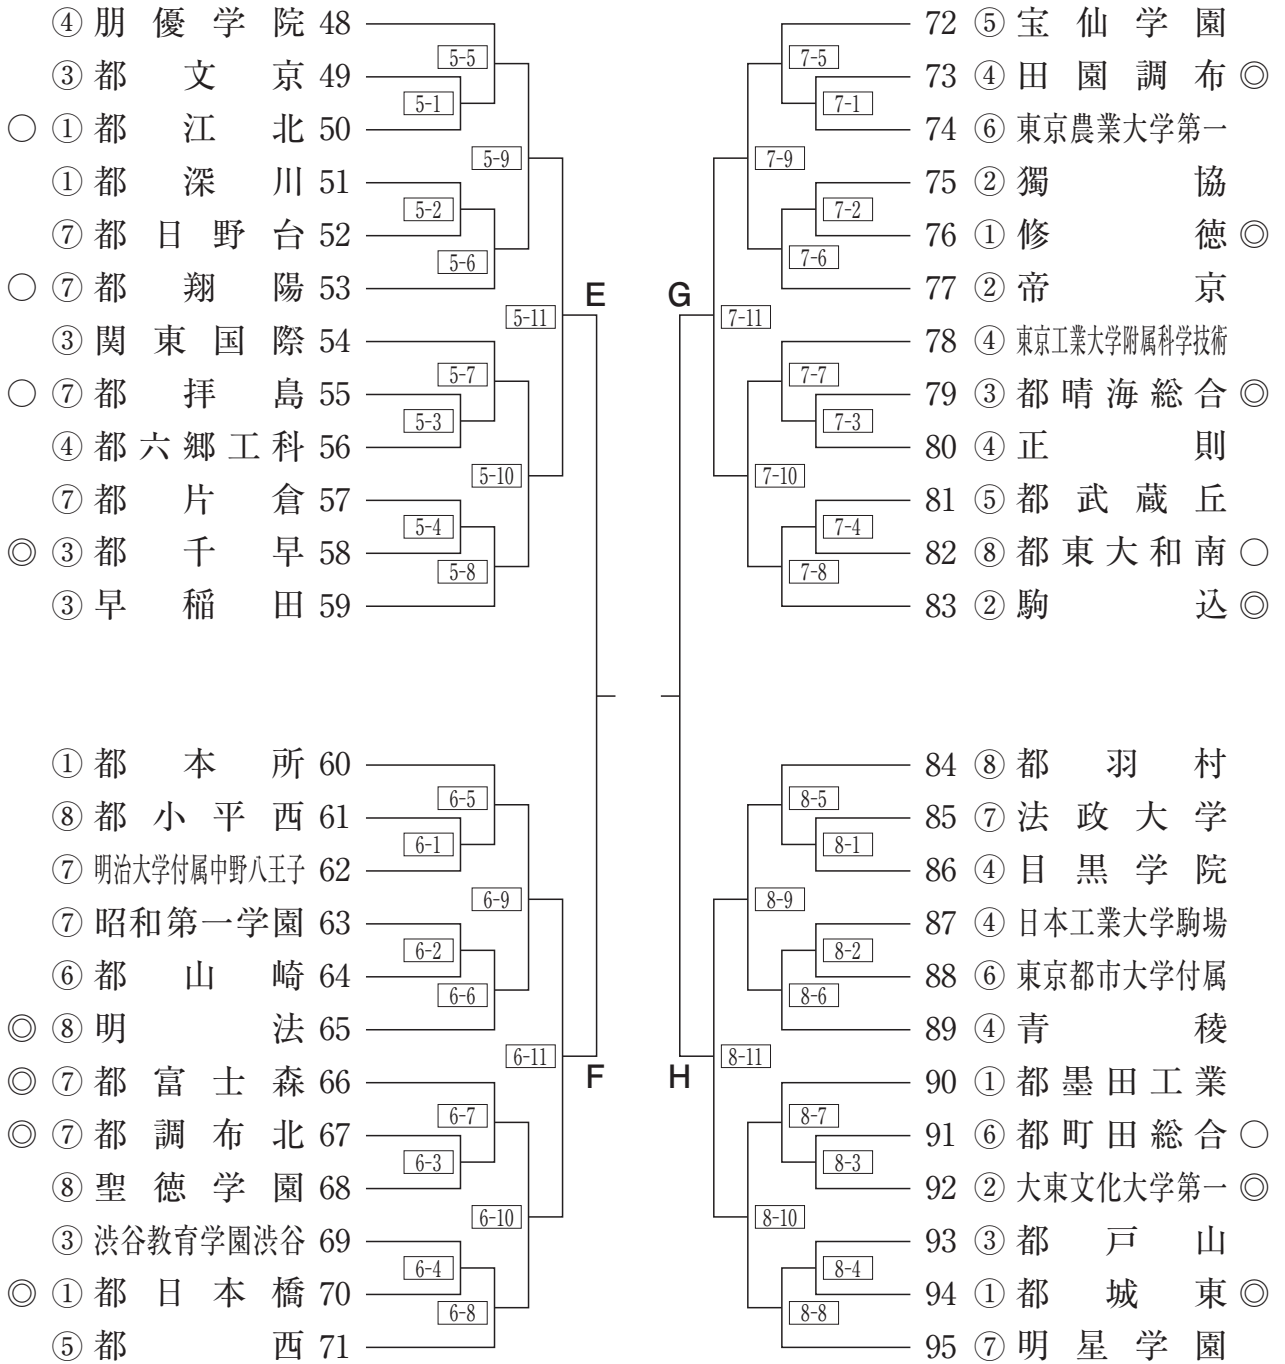 ④ 朋優学院 48
5-5
③ 都文京 49
5-1
○ ① 都江北 50
5-9
① 都深川 51
5-2
⑦ 都日野台 52
5-6
○ ⑦ 都翔陽 53
E
5-11
③ 関東国際 54
5-7
○ ⑦ 都拝島 55
5-3
④ 都六郷工科 56
5-10
⑦ 都片倉 57
5-4
◎ ③ 都千早 58
5-8
③ 早稲田 59
① 都本所 60
6-5
⑧ 都小平西 61
6-1
⑦ 明治大学付属中野八王子 62
6-9
⑦ 昭和第一学園 63
6-2
⑥ 都山崎 64
6-6
◎ ⑧ 明法 65
6-11
F
◎ ⑦ 都富士森 66
6-7
◎ ⑦ 都調布北 67
6-3
⑧ 聖徳学園 68
6-10
③ 渋谷教育学園渋谷 69
6-4
◎ ① 都日本橋 70
6-8
⑤ 都西 71
72 ⑤ 宝仙学園
7-5
73 ④ 田園調布 ◎
7-1
74 ⑥ 東京農業大学第一
7-9
75 ② 獨協
7-2
76 ① 修徳 ◎
7-6
77 ② 帝京
G
7-11
78 ④ 東京工業大学附属科学技術
7-7
79 ③ 都晴海総合 ◎
7-3
80 ④ 正則
7-10
81 ⑤ 都武蔵丘
7-4
82 ⑧ 都東大和南 ○
7-8
83 ② 駒込 ◎
84 ⑧ 都羽村
8-5
85 ⑦ 法政大学
8-1
86 ④ 目黒学院
8-9
87 ④ 日本工業大学駒場
8-2
88 ⑥ 東京都市大学付属
8-6
89 ④ 青稜
8-11
H
90 ① 都墨田工業
8-7
91 ⑥ 都町田総合 ○
8-3
92 ② 大東文化大学第一 ◎
8-10
93 ③ 都戸山
8-4
94 ① 都城東 ◎
8-8
95 ⑦ 明星学園